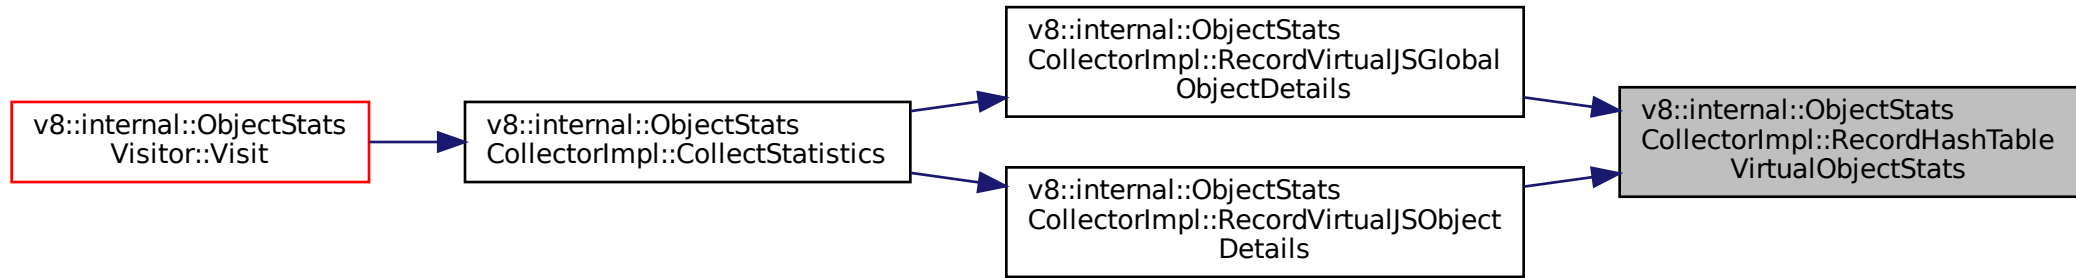 v8::internal::ObjectStats
Visitor::Visit
v8::internal::ObjectStats
CollectorImpl::CollectStatistics
v8::internal::ObjectStats
CollectorImpl::RecordVirtualJSGlobal
ObjectDetails
v8::internal::ObjectStats
CollectorImpl::RecordVirtualJSObject
Details
v8::internal::ObjectStats
CollectorImpl::RecordHashTable
VirtualObjectStats